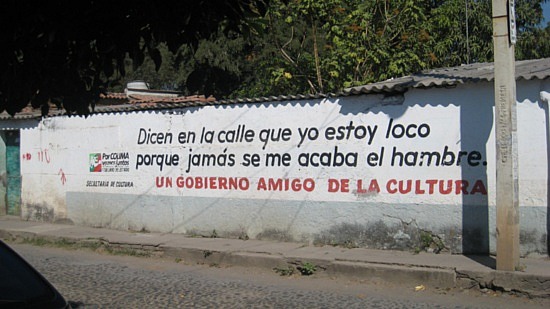 Dicen en la calle que yo estoy loco
porque jamás se me acaba el hambre.
UN GOBIERNO AMIGO DE LA CULTURA
Por COLIMA
SECRETARÍA DE CULTURA